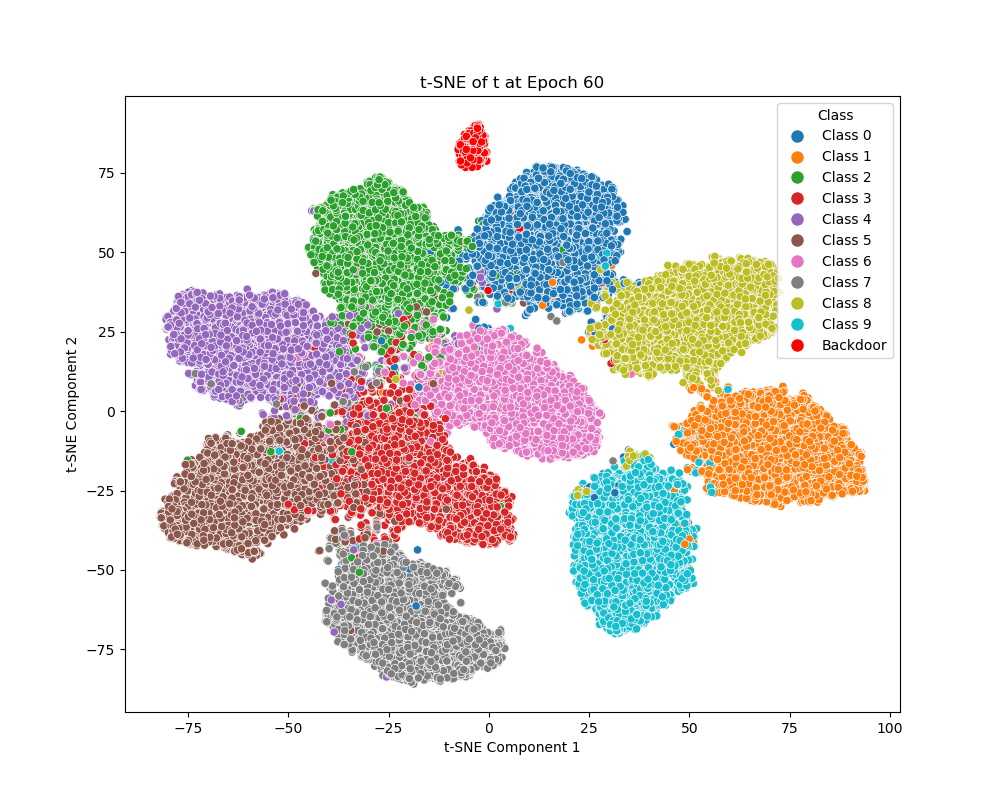 t-SNE of t at Epoch 60
Class
Class 0
Class 1
Class 2
Class 3
Class 4
Class 5
Class 6
Class 7
Class 8
Class 9
Backdoor
75
50
25
0
−25
−50
−75
t-SNE Component 2
−75 −50 −25 0 25 50 75 100
t-SNE Component 1